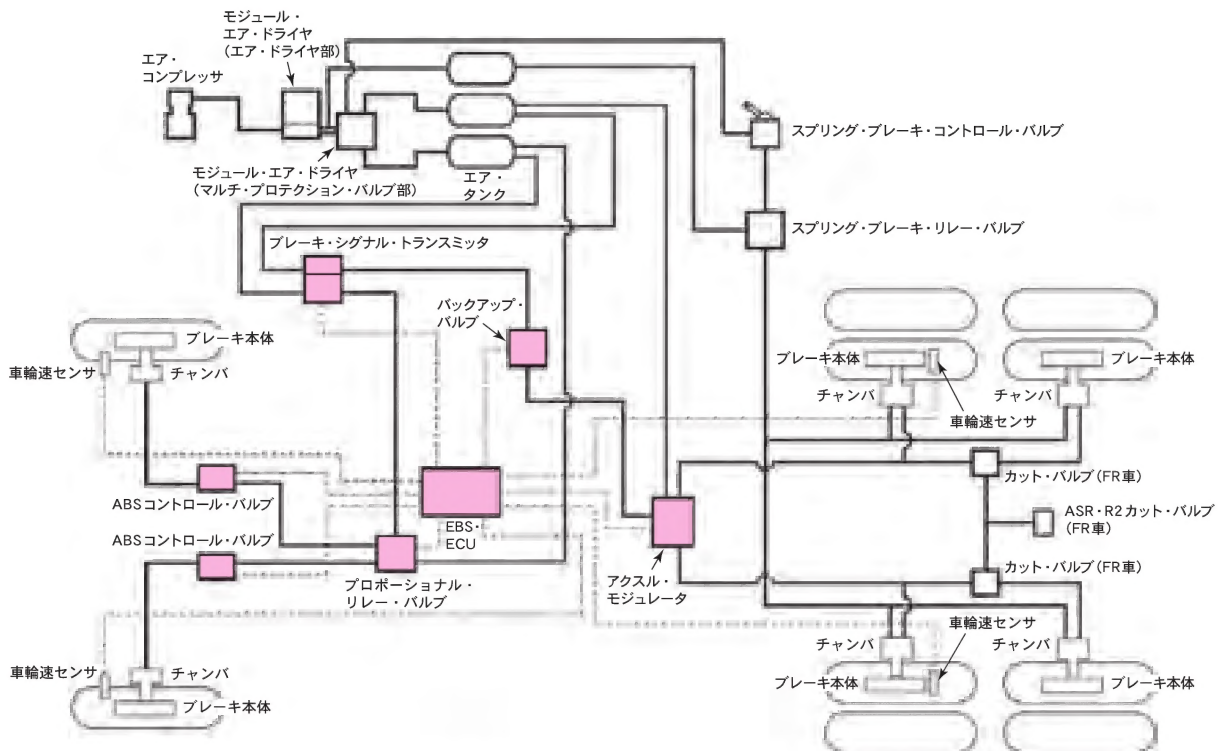 モジュール・
エア・ドライヤ
(エア・ドライヤ部)
エア・
コンプレッサ
スプリング・ブレーキ・コントロール・バルブ
モジュール・エア・ドライヤ
(マルチ・プロテクション・バルブ部)
エア・
タンク
スプリング・ブレーキ・リレー・バルブ
ブレーキ・シグナル・トランスミッタ
バックアップ・
バルブ
ブレーキ本体
車輪速センサ
チャンバ
ブレーキ本体
ブレーキ本体
チャンバ
チャンバ
車輪速センサ
カット・バルブ(FR車)
ABSコントロール・バルブ
EBS・
ECU
ASR・R2カット・バルブ
(FR車)
ABSコントロール・バルブ
プロポーショナル・
リレー・バルブ
アクスル・
モジュレータ
カット・バルブ(FR車)
車輪速センサ
チャンバ
チャンバ
車輪速センサ
チャンバ
ブレーキ本体
ブレーキ本体
ブレーキ本体